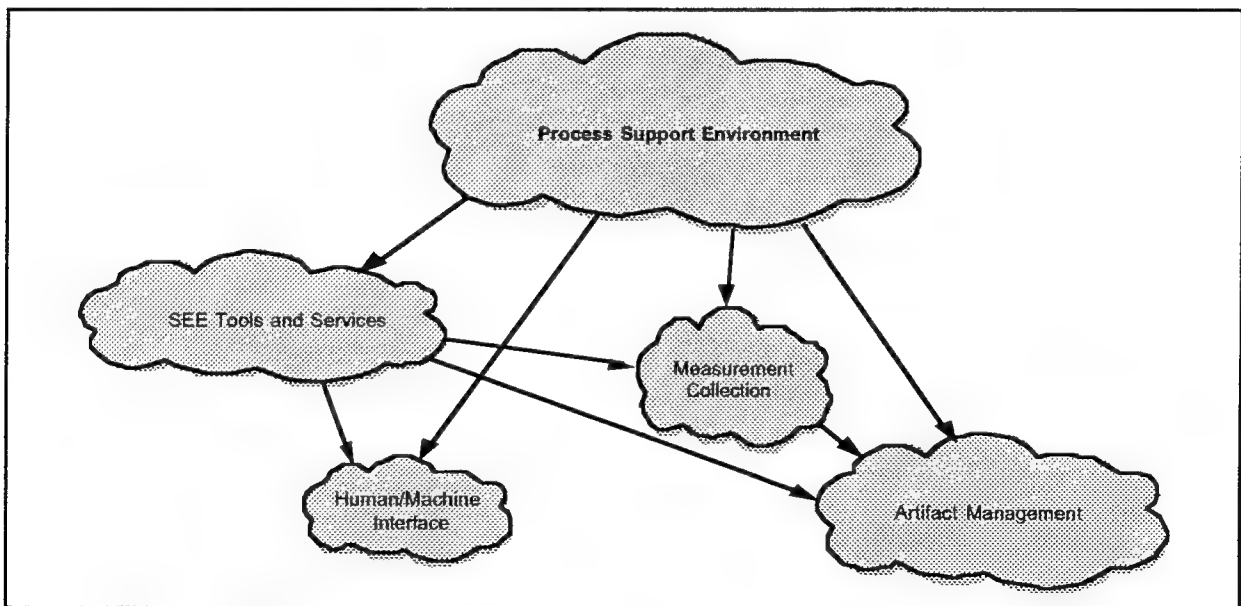 Process Support Environment
SEE Tools and Services
Measurement
Collection
Human/Machine
Interface
Artifact Management